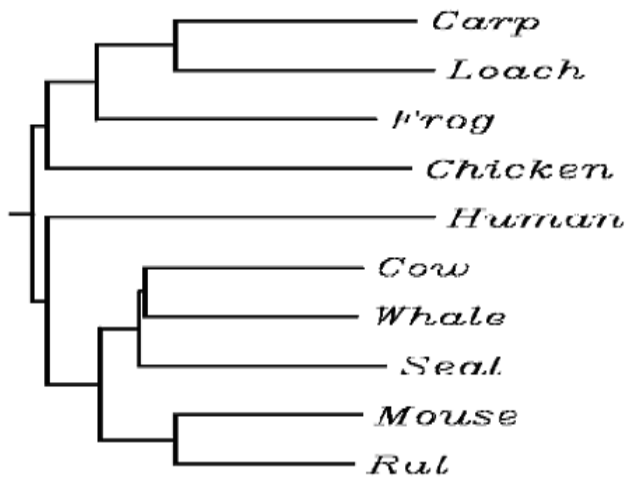 Carp
Loach
Frog
Chicken
Human
Cow
Whale
Seal
Mouse
Rat